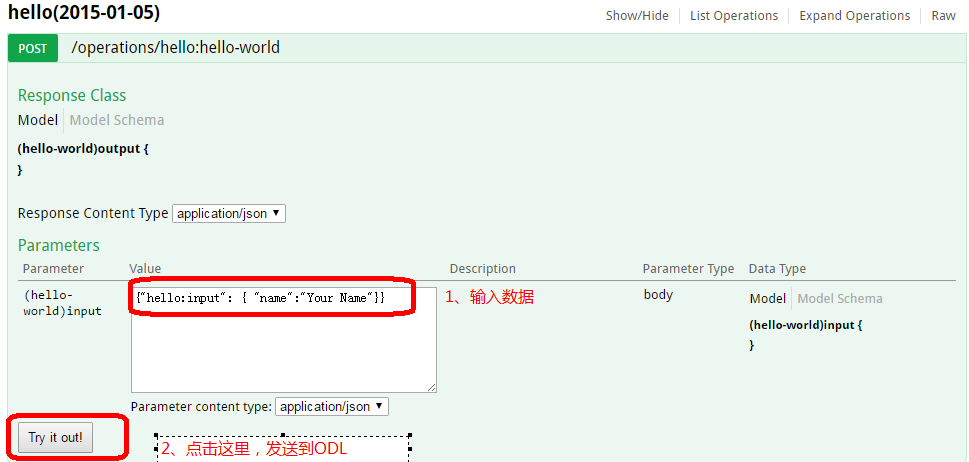 hello(2015-01-05)
Show/Hide List Operations Expand Operations Raw
POST /operations/hello:hello-world
Response Class
Model Model Schema
(hello-world)output {
}
Response Content Type application/json
Parameters
Parameter Value Description Parameter Type Data Type
(hello-world)input {"hello:input": { "name":"Your Name"}} 1、输入数据 body Model Model Schema
(hello-world)input {
}
Parameter content type: application/json
Try it out! 2、点击这里，发送到ODL